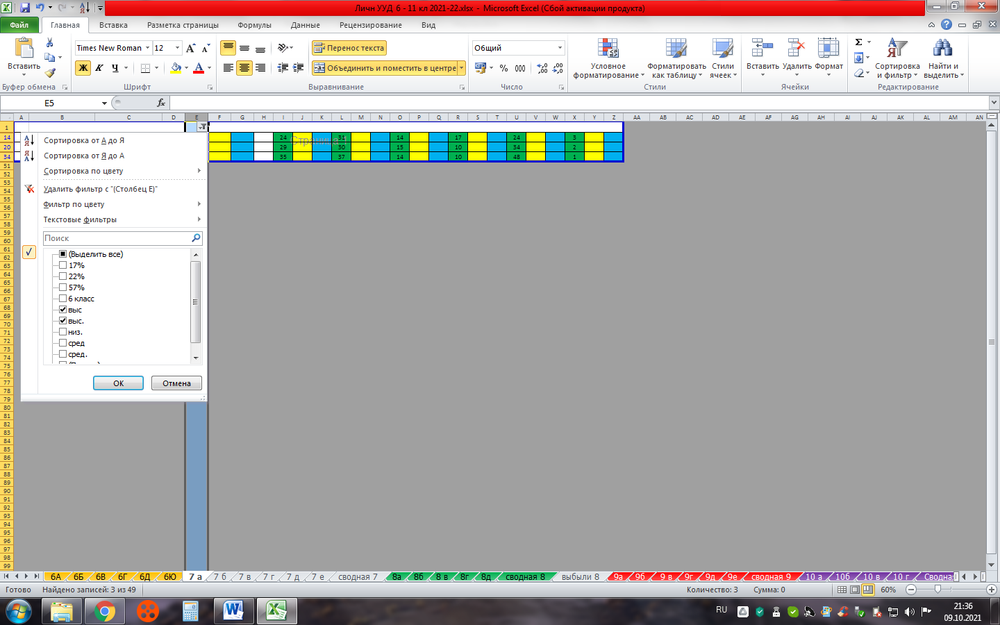 Личн УУД 6 - 11 кл 2021-22.xlsx - Microsoft Excel (Сбой активации продукта)
Файл Главная Вставка Разметка страницы Формулы Данные Рецензирование Вид
Times New Roman 12 Перенос текста Общий
Вставить Ж К Ч А Объединить и поместить в центре % 000
Условное форматирование Форматировать как таблицу Стили ячеек Вставить Удалить Формат Сортировка и фильтр Найти и выделить
Буфер обмена Шрифт Выравнивание Число Стили Ячейки Редактирование
E5 fx
A B C D E F G H I J K L M N O P Q R S T U V W X Y Z AA AB AC AD AE AF AG AH AI AJ AK AL AM AN
1
14 24 31 14 17 24 3
20 29 30 15 10 34 2
34 35 37 14 10 48 1
Страница 1
51
52
53
54
55
56
57
58
59
60
61
62
63
64
65
66
67
68
69
70
71
72
73
74
75
76
77
78
79
80
81
82
83
84
85
86
87
88
89
90
91
92
93
94
95
96
97
98
99
Сортировка от А до Я
Сортировка от Я до А
Сортировка по цвету
Удалить фильтр с "(Столбец E)"
Фильтр по цвету
Текстовые фильтры
Поиск
(Выделить все)
17%
22%
57%
6 класс
выс
выс.
низ.
сред
сред.
ОК Отмена
6А 6Б 6В 6Г 6Д 6Ю 7 а 7 б 7 в 7 г 7 д 7 е сводная 7 8а 8б 8 в 8г 8д сводная 8 выбыли 8 9а 9б 9 в 9г 9д 9е сводная 9 10 а 10б 10 в 10 г Сводная
Готово Найдено записей: 3 из 49 Количество: 3 Сумма: 0 60%
RU 21:36
09.10.2021